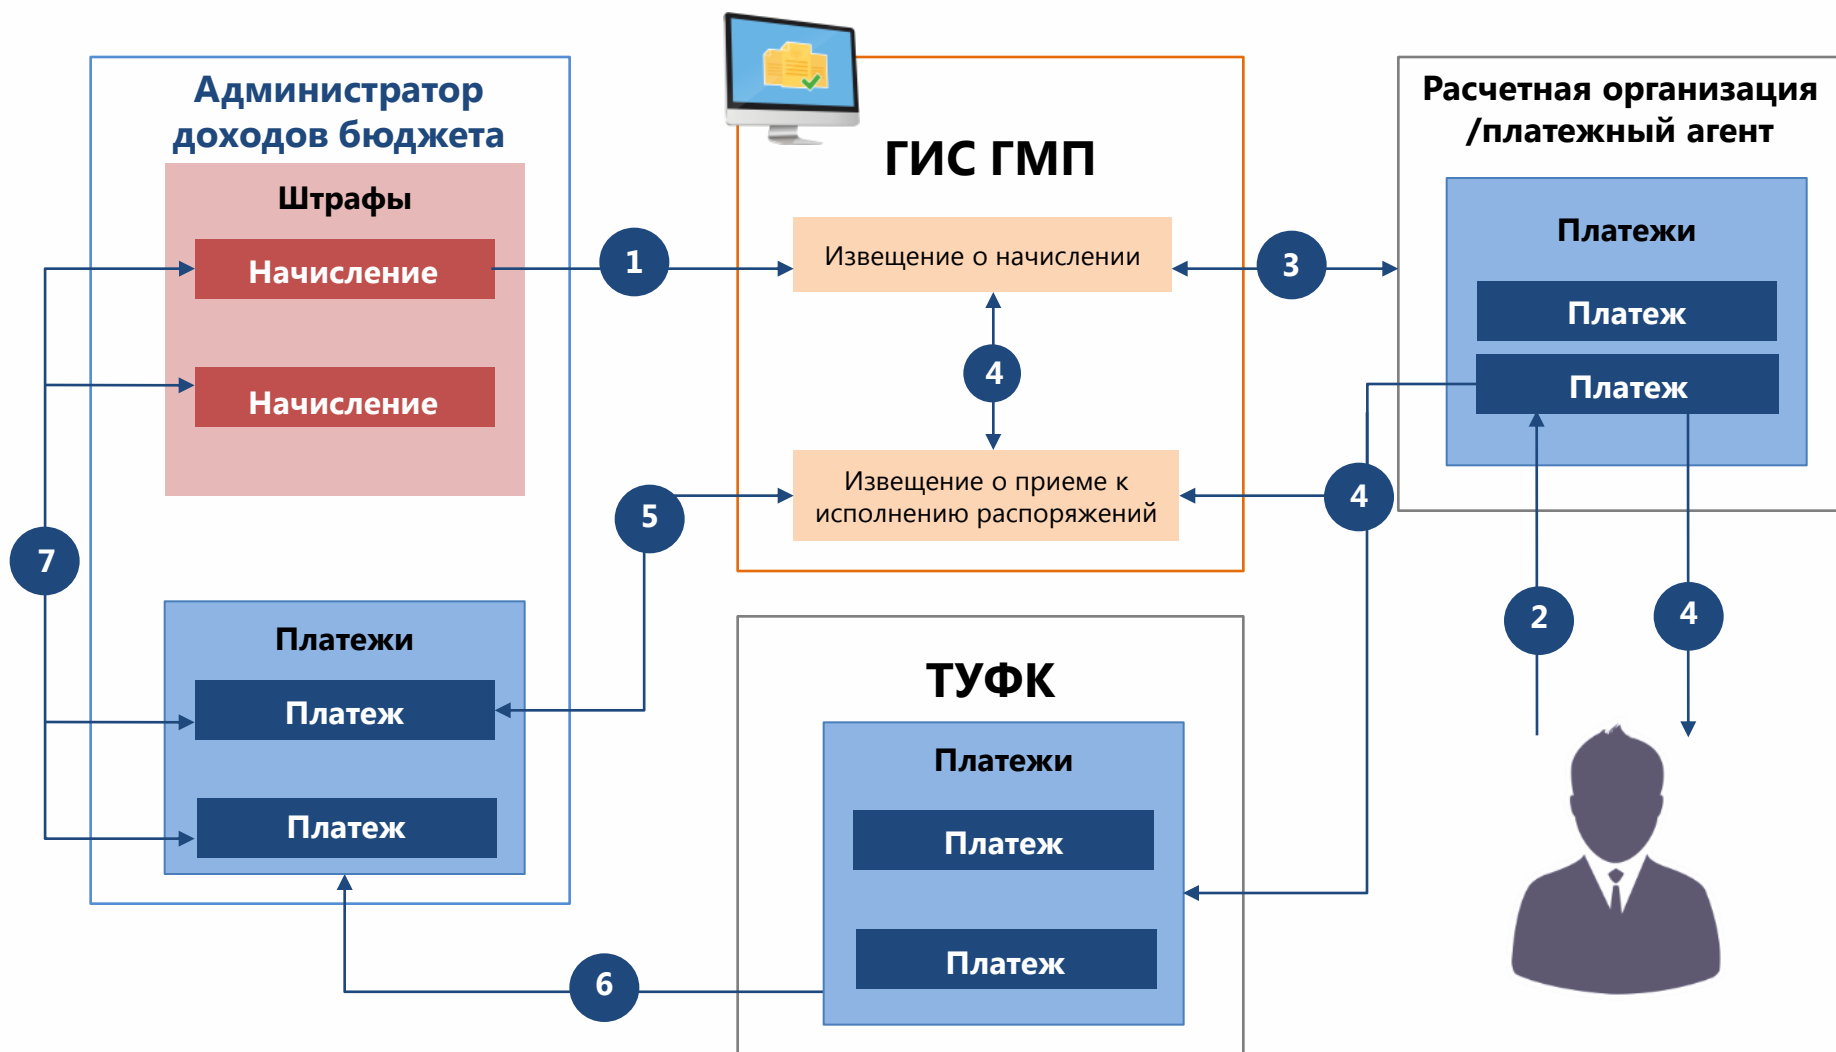 Администратор
доходов бюджета
Штрафы
Начисление
Начисление
7
Платежи
Платеж
Платеж
1
5
6
ГИС ГМП
Извещение о начислении
4
Извещение о приеме к
исполнению распоряжений
ТУФК
Платежи
Платеж
Платеж
3
4
Расчетная организация
/платежный агент
Платежи
Платеж
Платеж
2
4